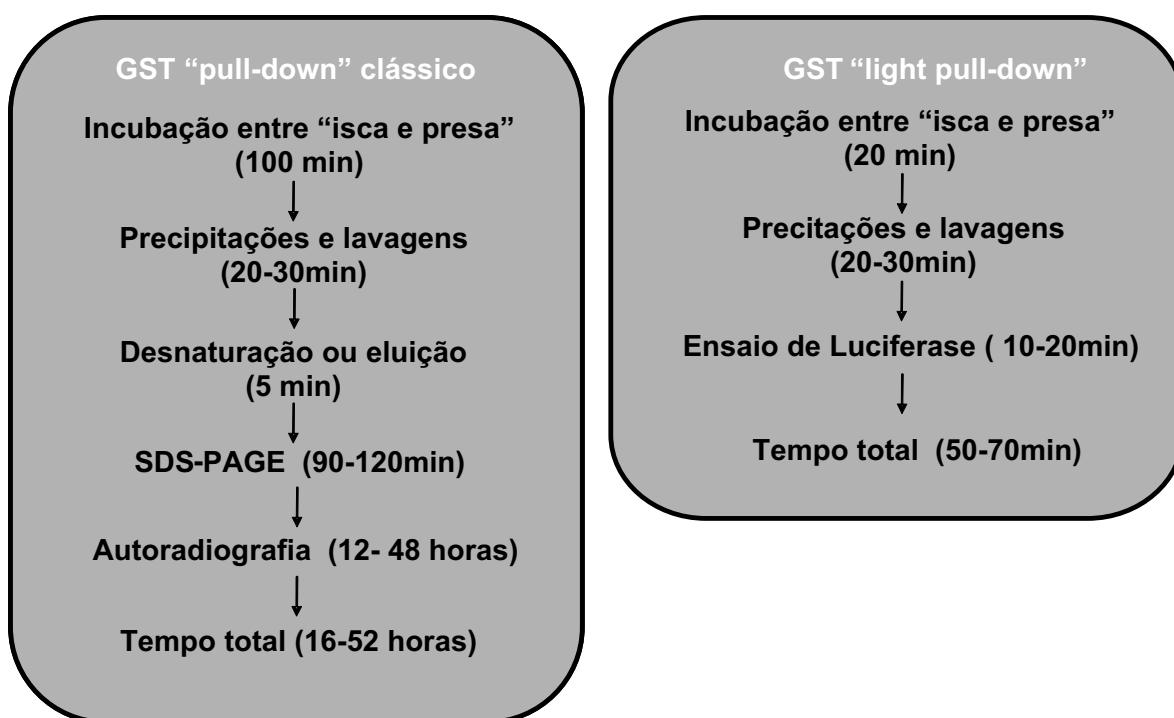 GST “pull-down” clássico
Incubação entre “isca e presa”
(100 min)
Precipitações e lavagens
(20-30min)
Desnaturação ou eluição
(5 min)
SDS-PAGE (90-120min)
Autoradiografia (12- 48 horas)
Tempo total (16-52 horas)
GST “light pull-down”
Incubação entre “isca e presa”
(20 min)
Precitações e lavagens
(20-30min)
Ensaio de Luciferase ( 10-20min)
Tempo total (50-70min)